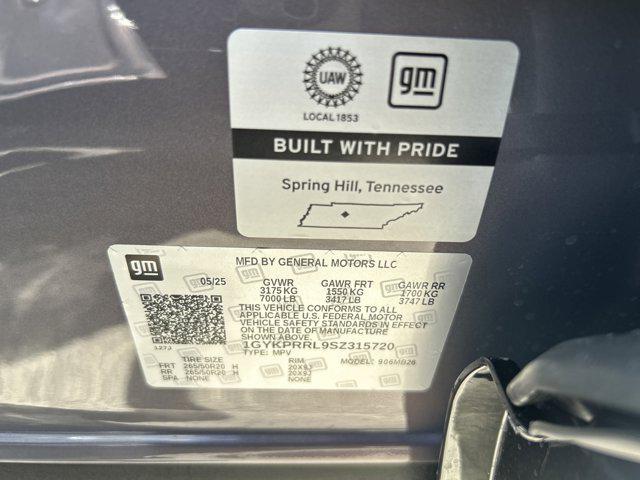 UAW
gm
LOCAL 1853
BUILT WITH PRIDE
Spring Hill, Tennessee
gm
MFD BY GENERAL MOTORS LLC
05/25 GVWR GAWR FRT GAWR RR
3175 KG 1550 KG 1700 KG
7000 LB 3417 LB 3747 LB
THIS VEHICLE CONFORMS TO ALL
APPLICABLE U.S. FEDERAL MOTOR
VEHICLE SAFETY STANDARDS IN EFFECT
ON THE DATE OF MANUFACTURE
SHOWN ABOVE.
1GYKPRRL9SZ315720
TYPE: MPV MODEL: 906MB26
TIRE SIZE RIM
FRT 265/50R20 H 20X9J
RR 265/50R20 H 20X9J
SPA NONE NONE